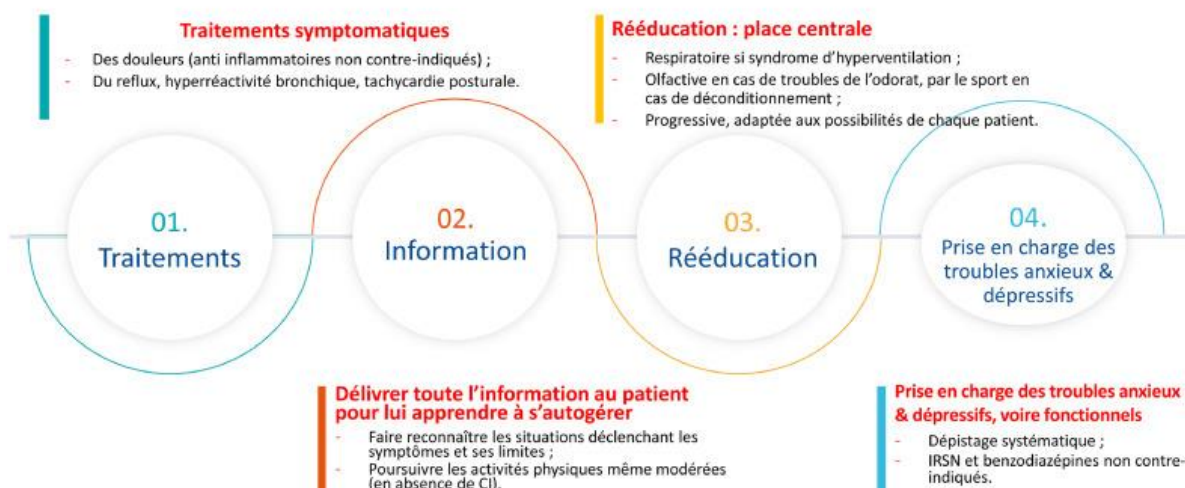 Traitements symptomatiques
- Des douleurs (anti inflammatoires non contre-indiqués) ;
- Du reflux, hyperréactivité bronchique, tachycardie posturale.
Rééducation : place centrale
- Respiratoire si syndrome d'hyperventilation ;
- Olfactive en cas de troubles de l'odorat, par le sport en
cas de déconditionnement ;
- Progressive, adaptée aux possibilités de chaque patient.
01.
Traitements
02.
Information
03.
Rééducation
04.
Prise en charge des
troubles anxieux &
dépressifs
Délivrer toute l'information au patient
pour lui apprendre à s'autogérer
- Faire reconnaître les situations déclenchant les
symptômes et ses limites ;
- Poursuivre les activités physiques même modérées
(en absence de CI).
Prise en charge des troubles anxieux
& dépressifs, voire fonctionnels
- Dépistage systématique ;
- IRSN et benzodiazépines non contre-
indiqués.